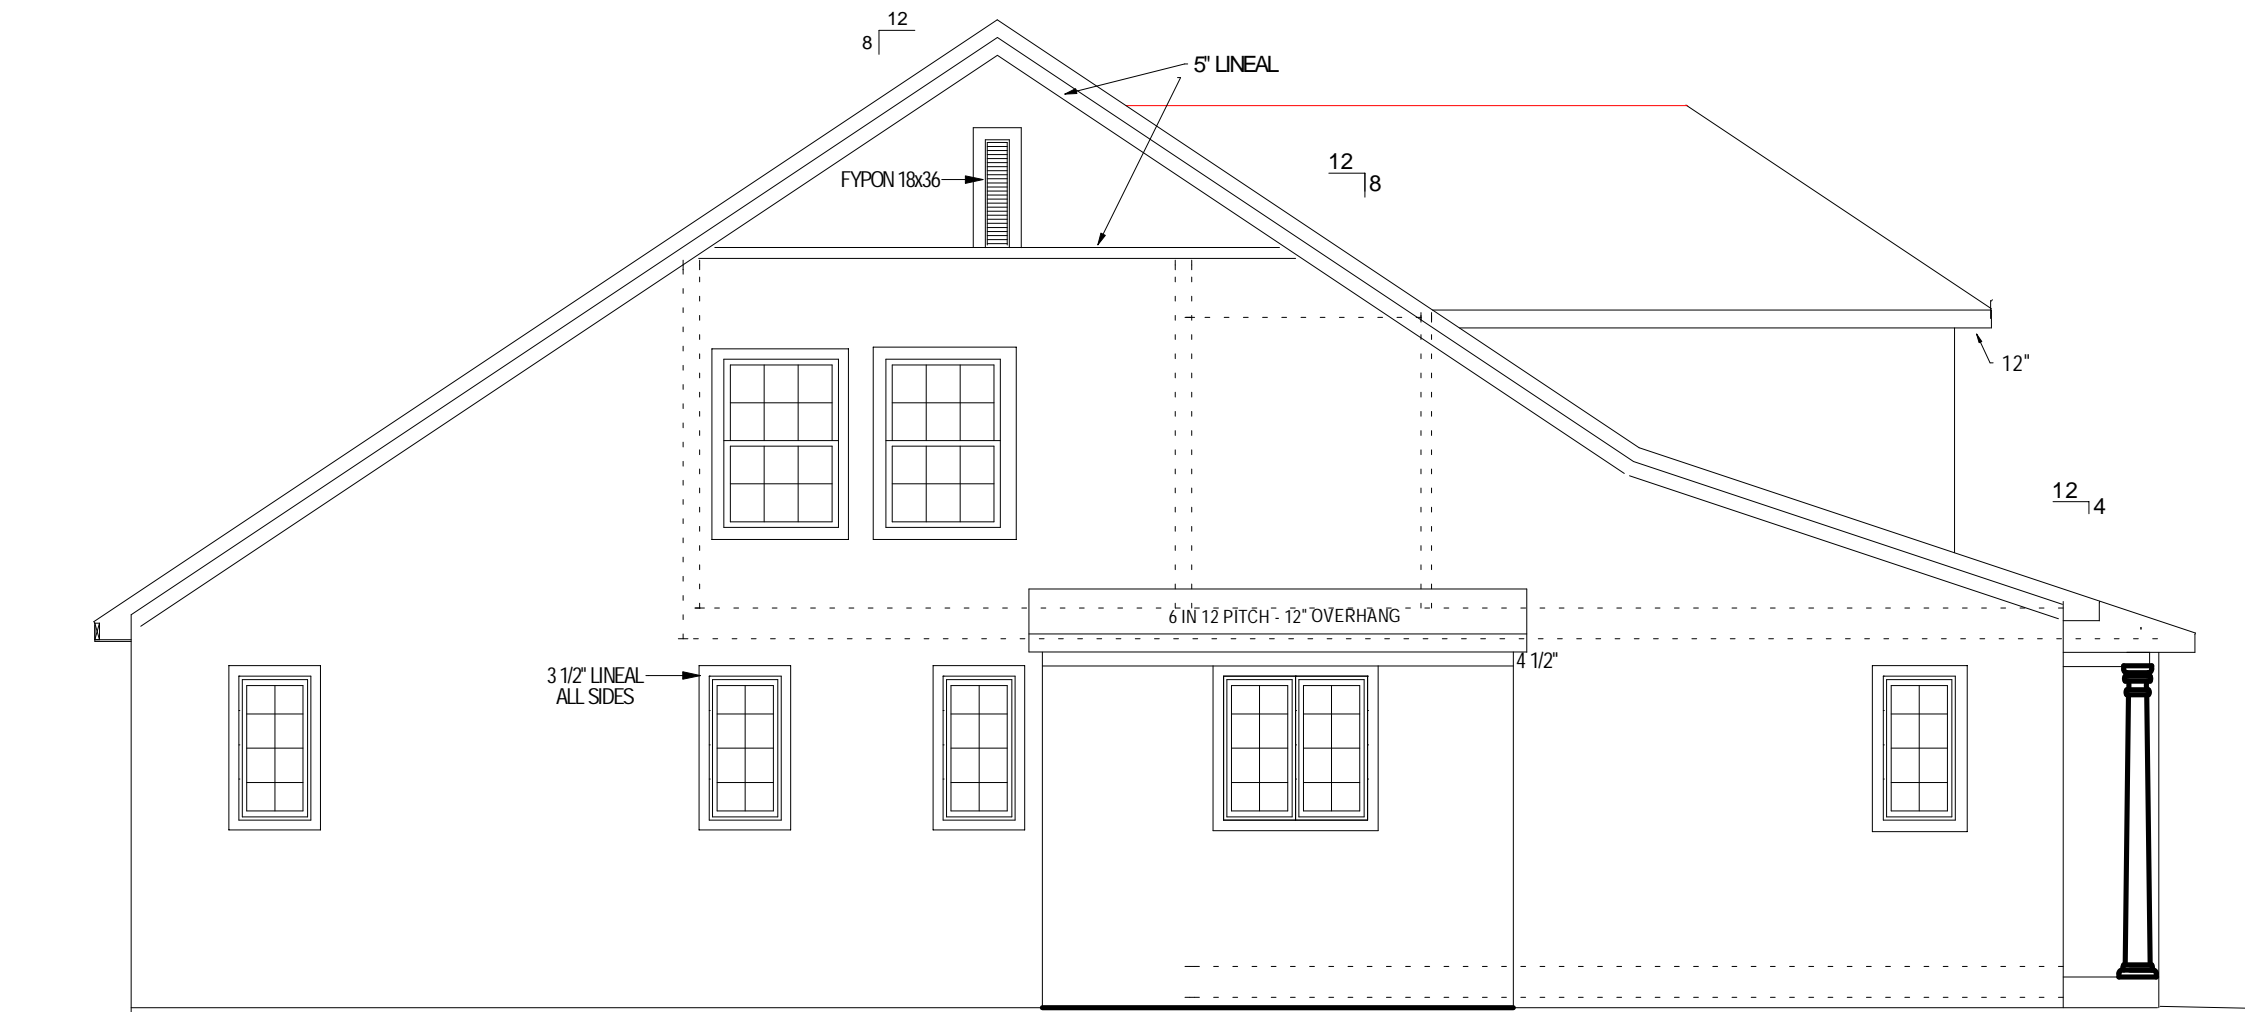 12
8
5" LINEAL
12
8
FYPON 18x36
12"
12
4
6 IN 12 PITCH - 12" OVERHANG
4 1/2"
3 1/2" LINEAL
ALL SIDES